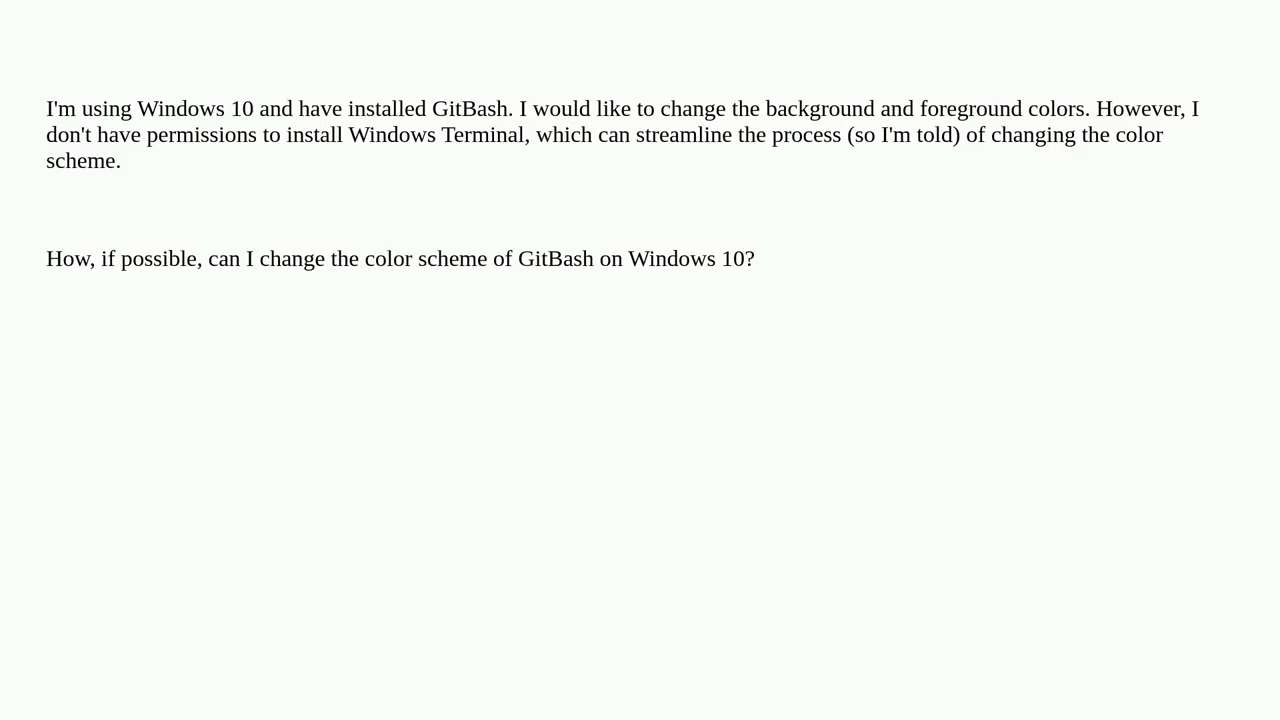 I'm using Windows 10 and have installed GitBash. I would like to change the background and foreground colors. However, I
don't have permissions to install Windows Terminal, which can streamline the process (so I'm told) of changing the color
scheme.
How, if possible, can I change the color scheme of GitBash on Windows 10?